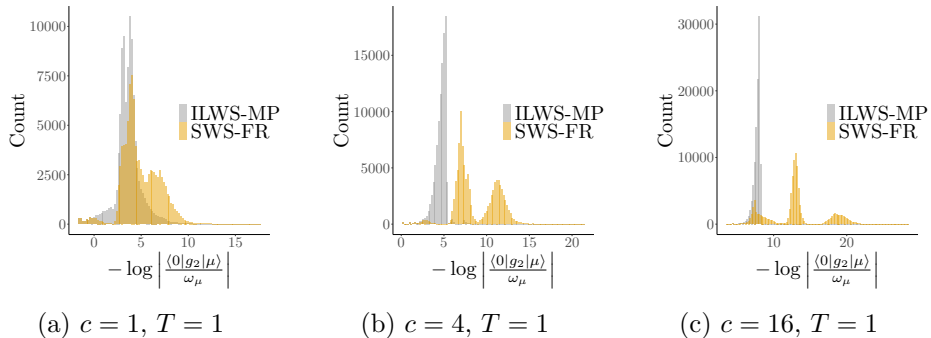 10000
7500
5000
2500
0
Count
ILWS-MP
SWS-FR
0 5 10 15
− log |⟨0|g₂|μ⟩ / ω_μ|
(a) c = 1, T = 1
15000
10000
5000
0
Count
ILWS-MP
SWS-FR
0 5 10 15 20
− log |⟨0|g₂|μ⟩ / ω_μ|
(b) c = 4, T = 1
30000
20000
10000
0
Count
ILWS-MP
SWS-FR
10 20
− log |⟨0|g₂|μ⟩ / ω_μ|
(c) c = 16, T = 1